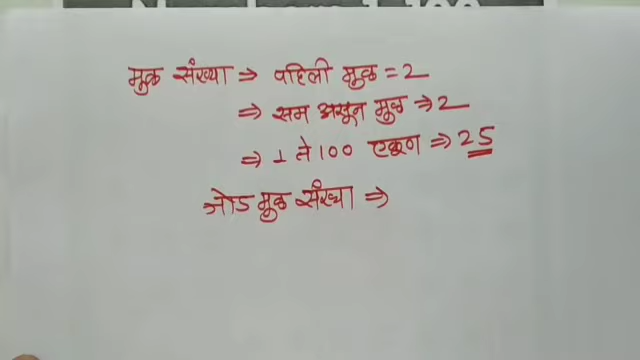 मुळ संख्या ⇒ पहिली मुळ = 2
⇒ सम असून मुळ ⇒ 2
⇒ 1 ते 100 एकूण ⇒ 25
जोड मुळ संख्या ⇒